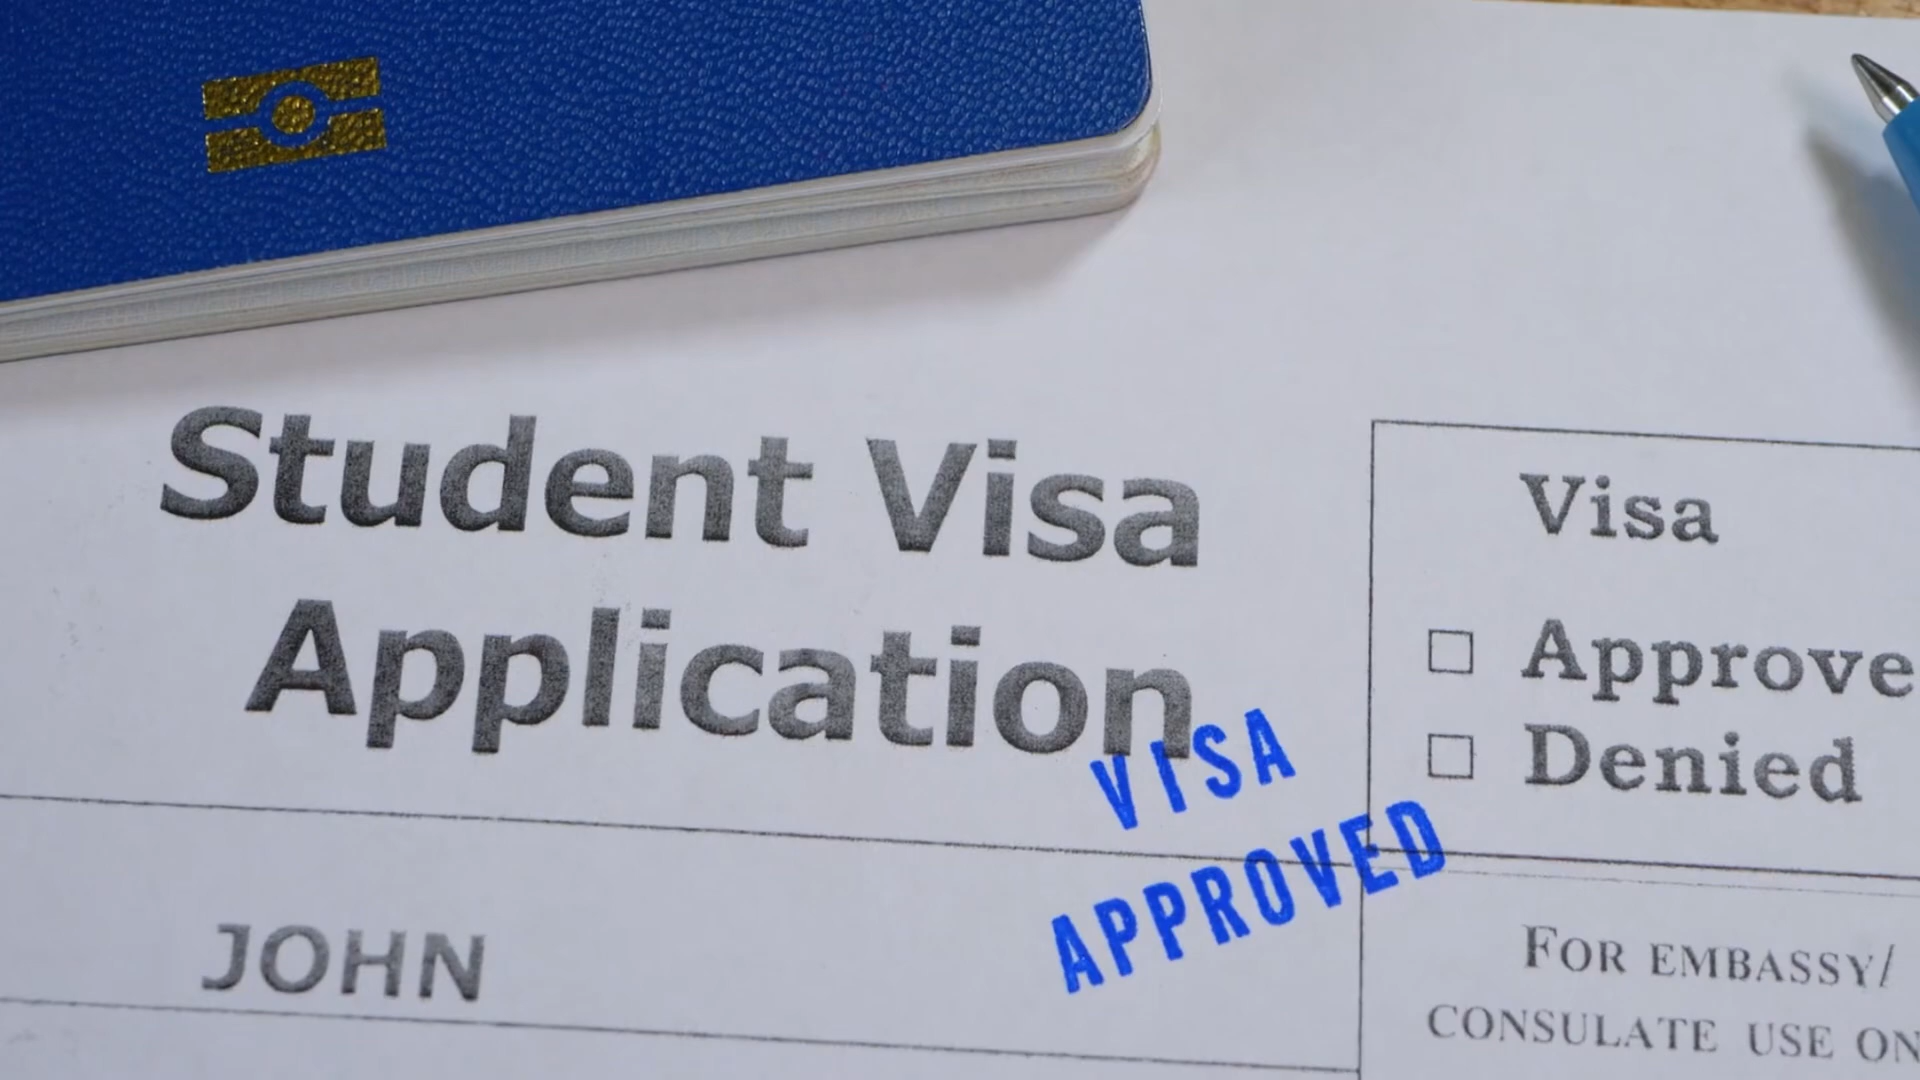 Student Visa
Application
VISA
APPROVED
JOHN
Visa
☐ Approve
☐ Denied
FOR EMBASSY/
CONSULATE USE ON